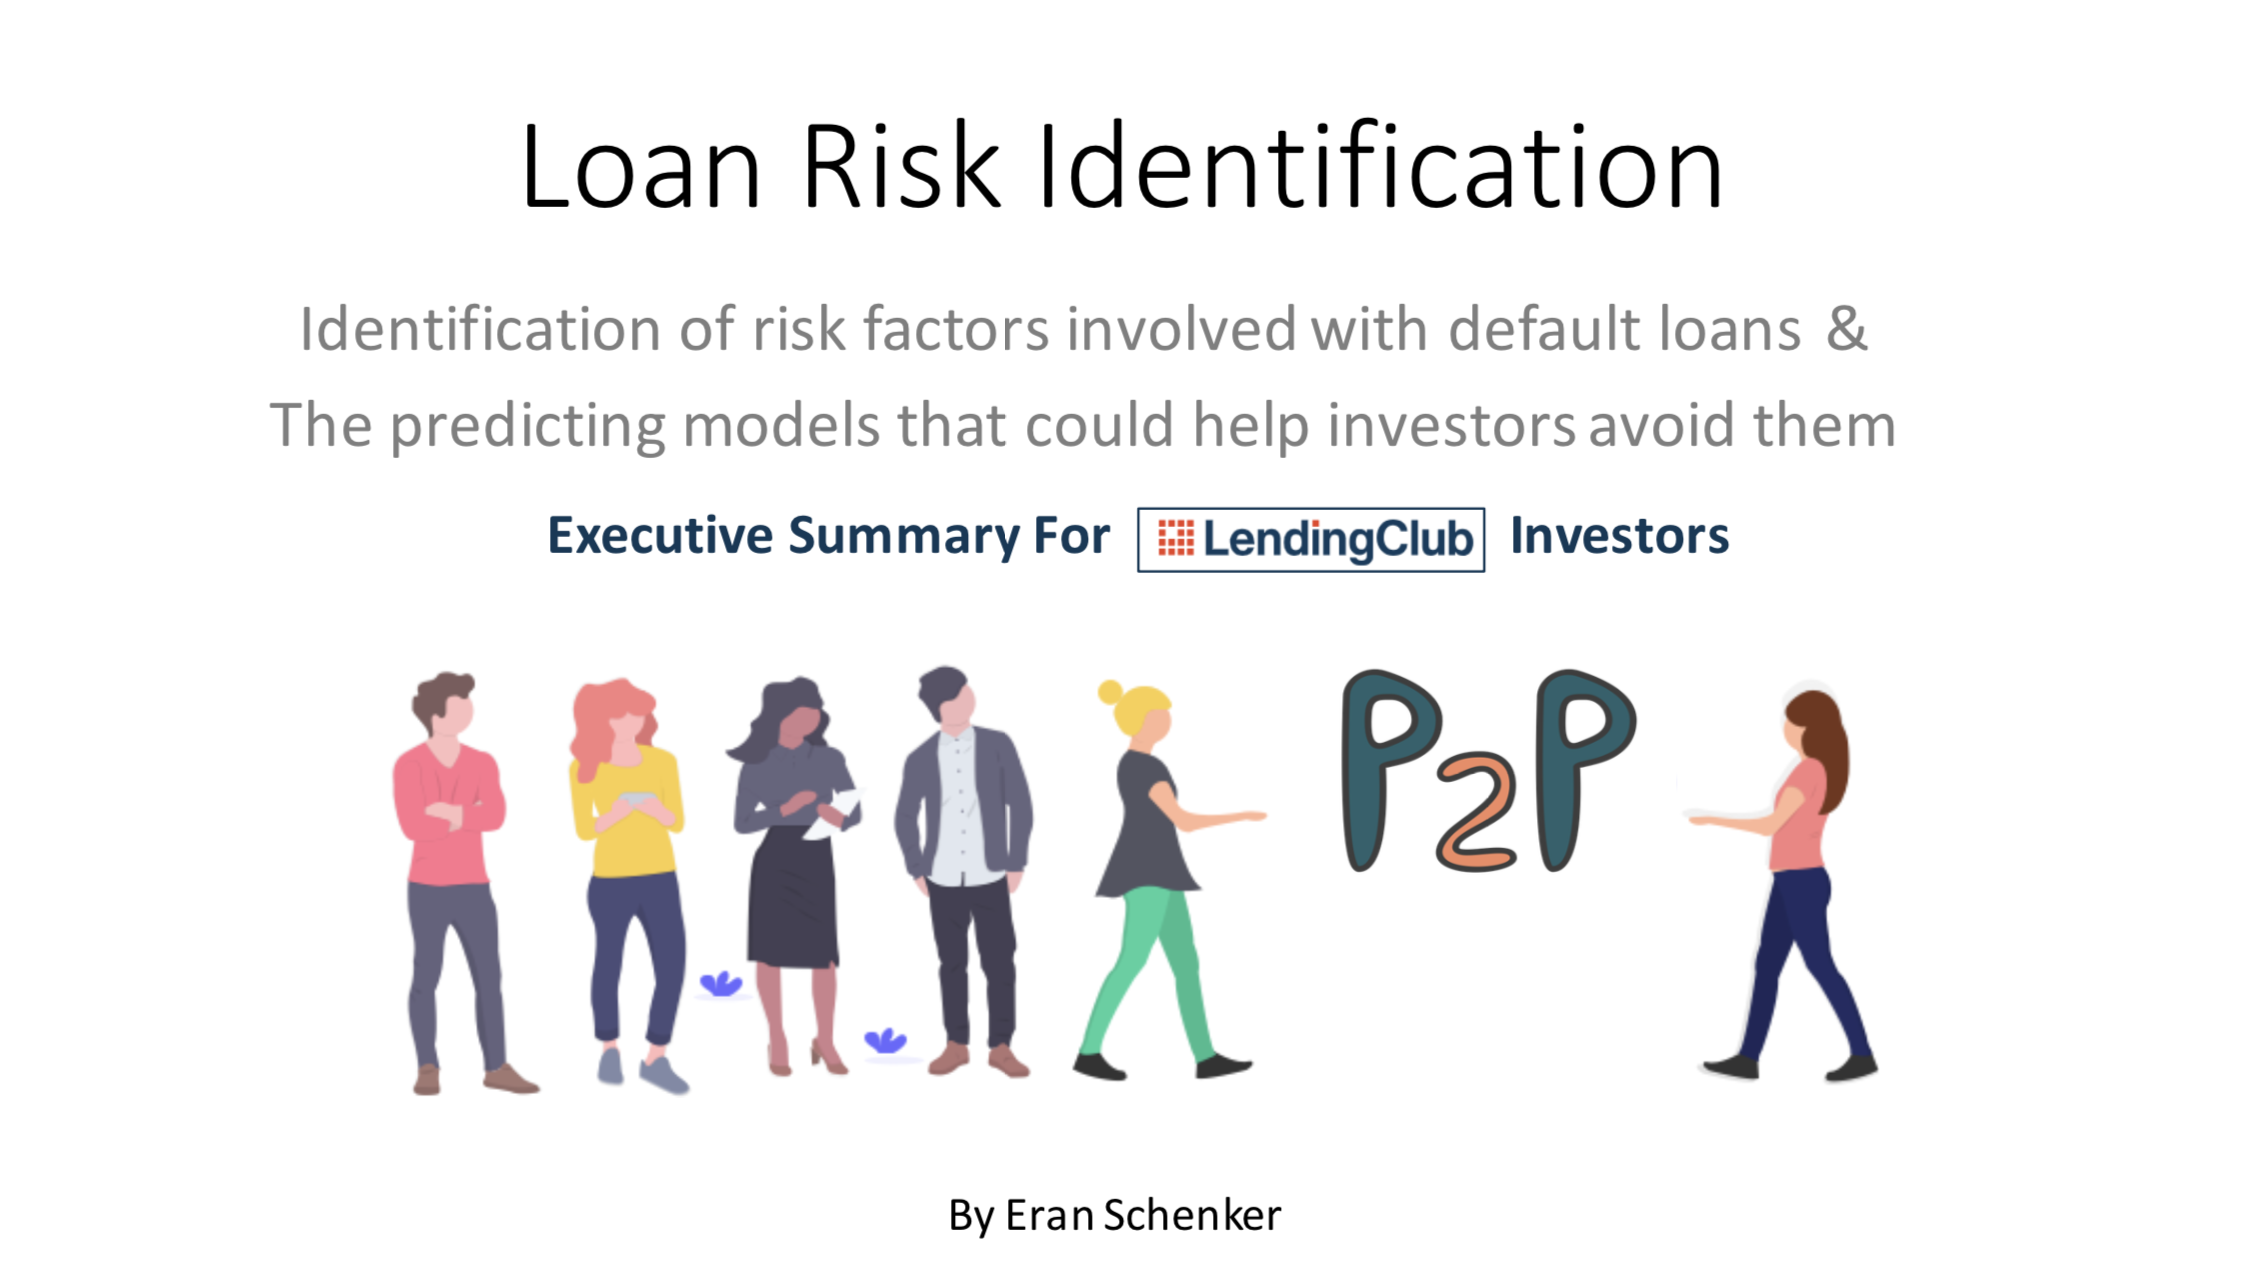 Loan Risk Identification
Identification of risk factors involved with default loans &
The predicting models that could help investors avoid them
Executive Summary For LendingClub Investors
P2P
By Eran Schenker